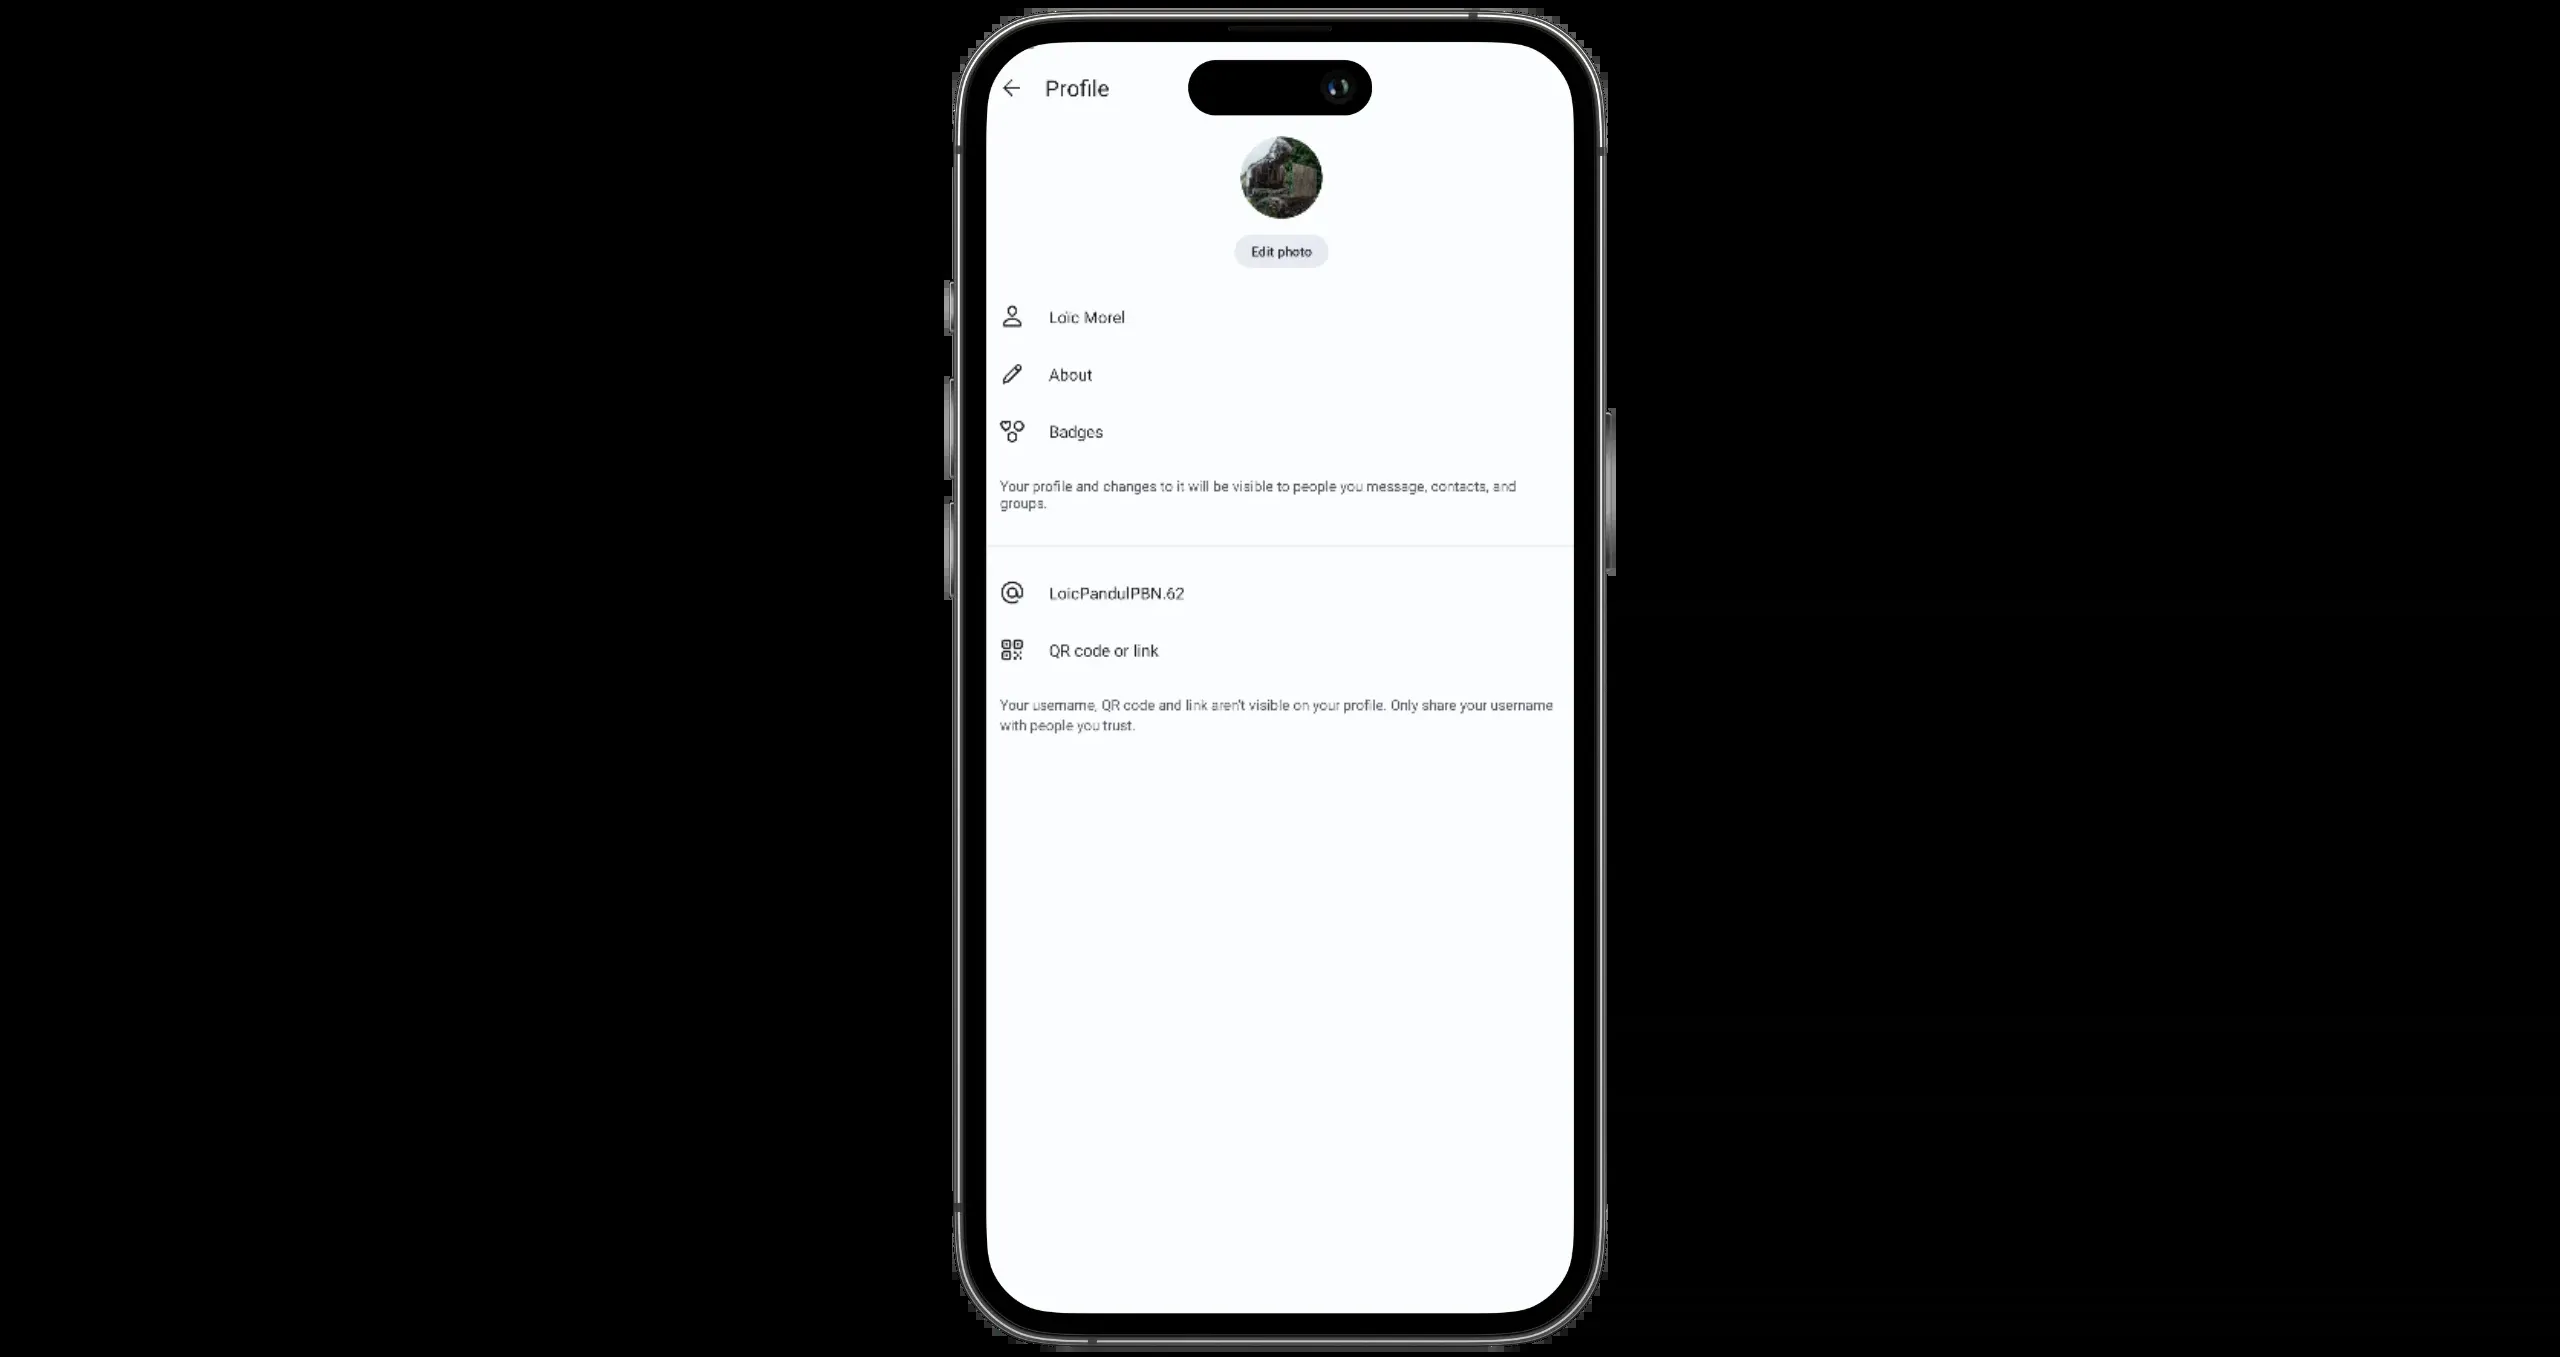 Profile
Edit photo
Loïc Morel
About
Badges
Your profile and changes to it will be visible to people you message, contacts, and
groups.
LoicPandulPBN.62
QR code or link
Your username, QR code and link aren't visible on your profile. Only share your username
with people you trust.